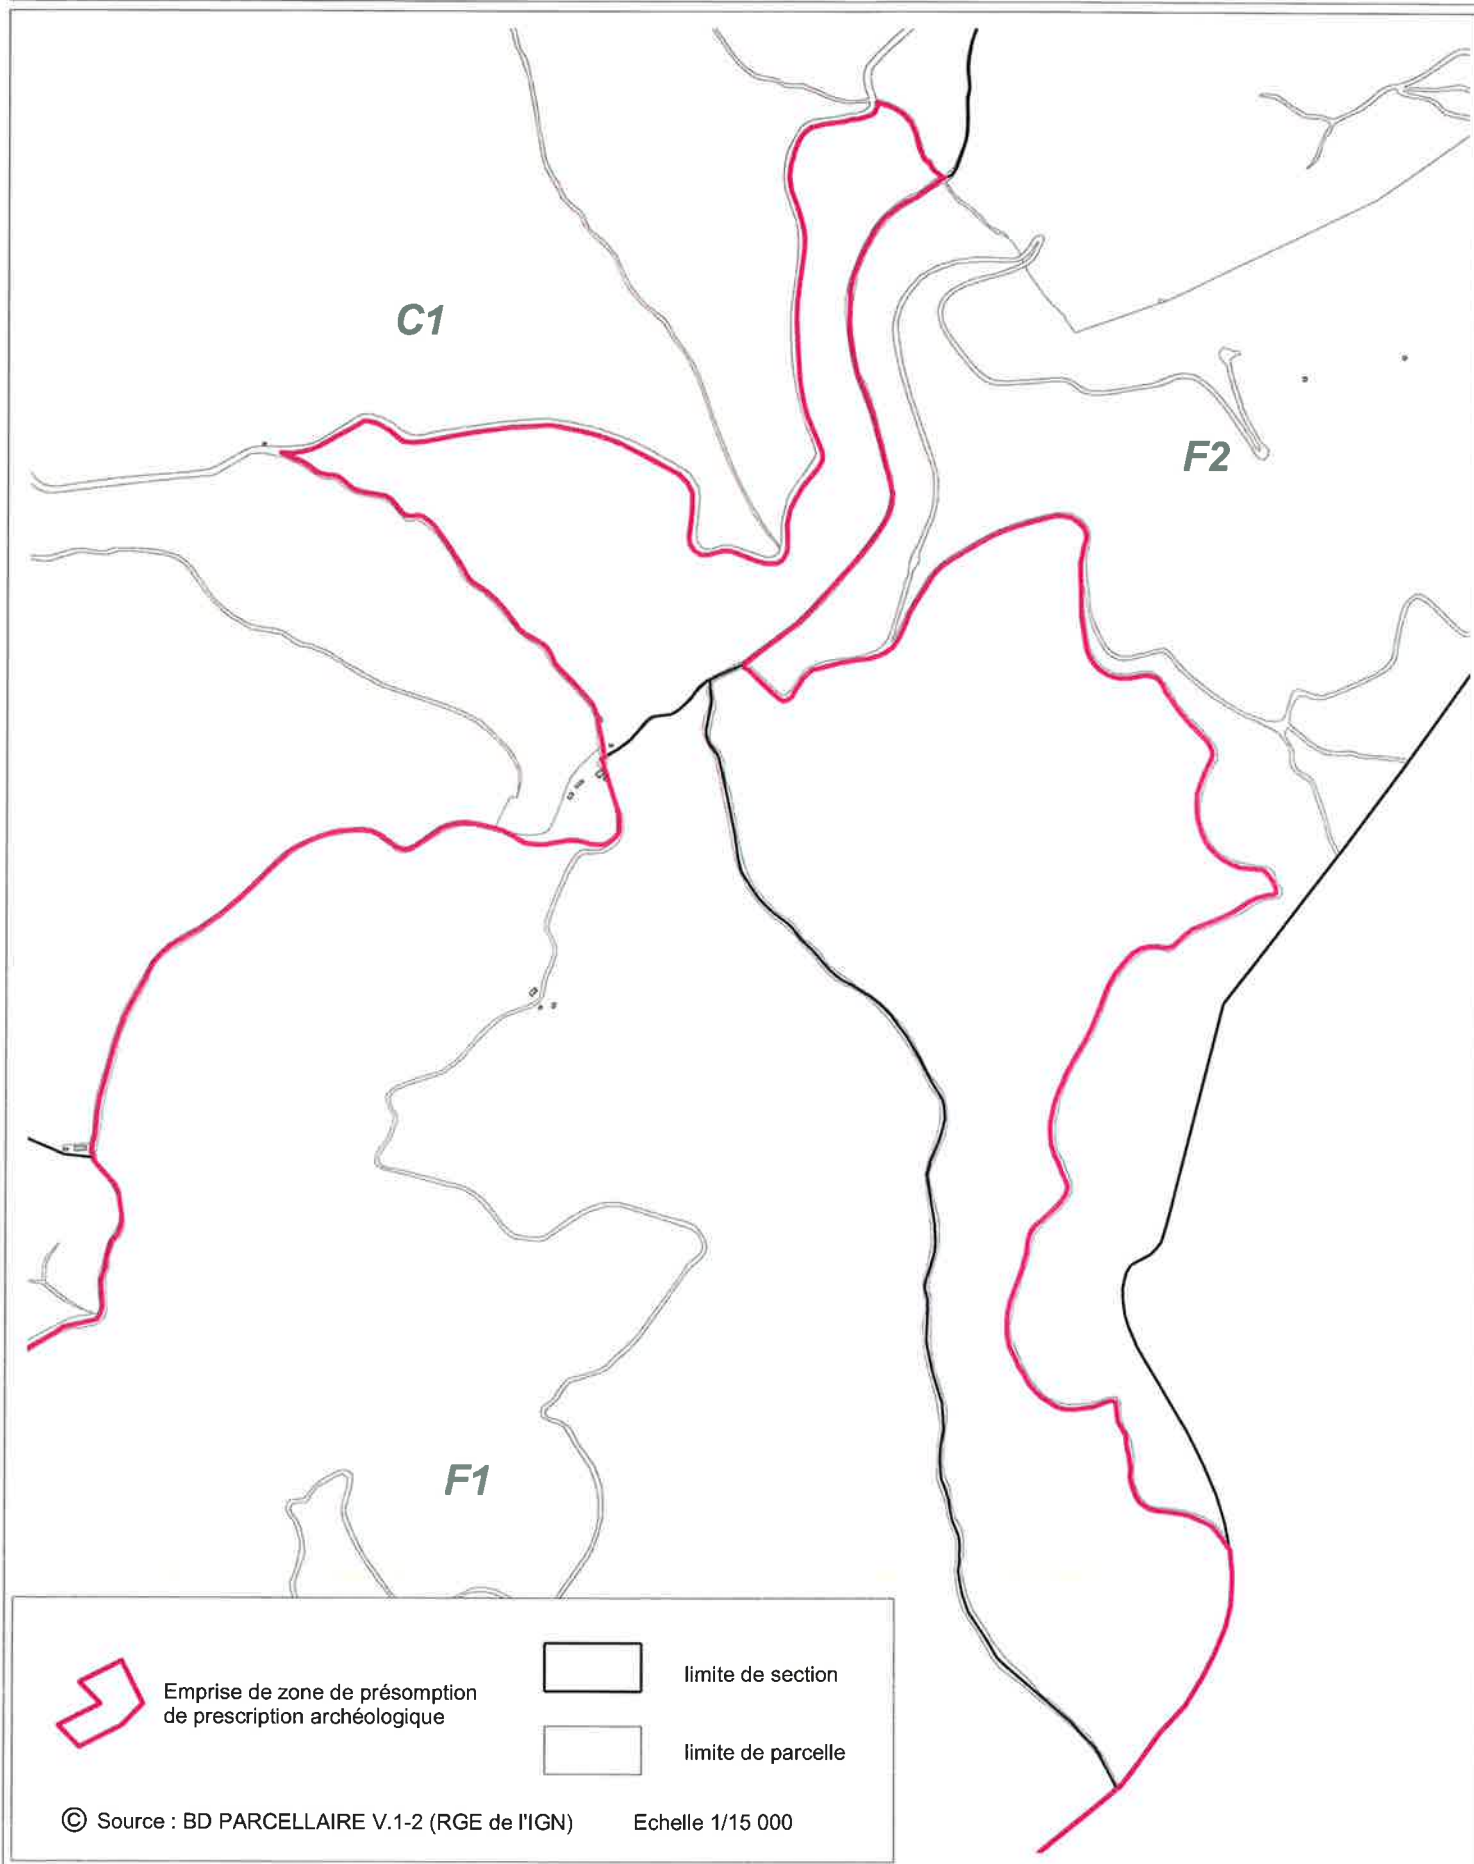 C1
F2
F1
Emprise de zone de présomption
de prescription archéologique
limite de section
limite de parcelle
© Source : BD PARCELLAIRE V.1-2 (RGE de l'IGN) Echelle 1/15 000